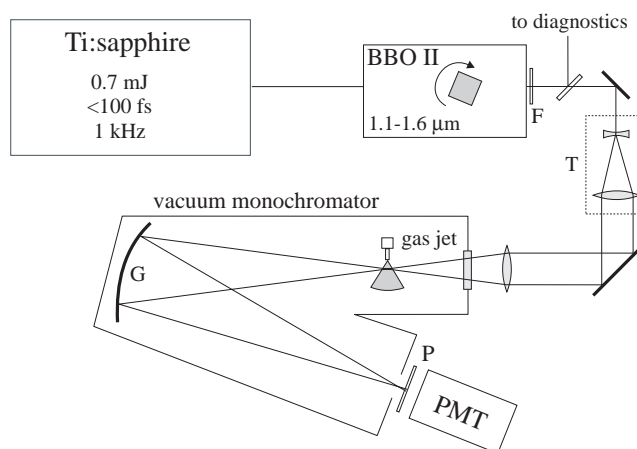 to diagnostics
Ti:sapphire
0.7 mJ
<100 fs
1 kHz
BBO II
1.1-1.6 μm
F
T
vacuum monochromator
gas jet
G
P
PMT